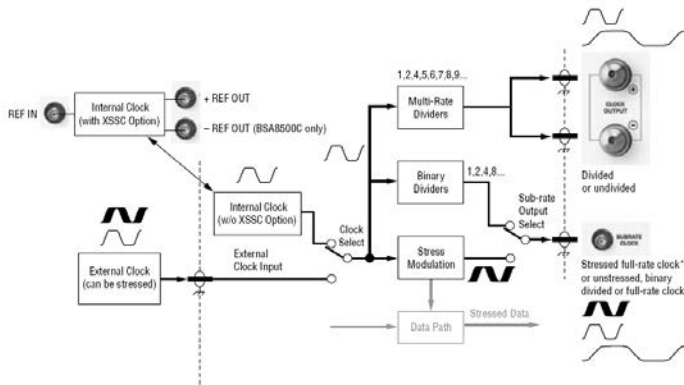 REF IN
Internal Clock
(with XSSC Option)
+ REF OUT
– REF OUT (BSA8500C only)
Internal Clock
(w/o XSSC Option)
External Clock
(can be stressed)
External
Clock Input
Clock
Select
1,2,4,5,6,7,8,9...
Multi-Rate
Dividers
Binary
Dividers
1,2,4,8...
Sub-rate
Output
Select
Stress
Modulation
Data Path
Stressed Data
CLOCK
OUTPUT
Divided
or undivided
SUBRATE
CLOCK
Stressed full-rate clock*
or unstressed, binary
divided or full-rate clock